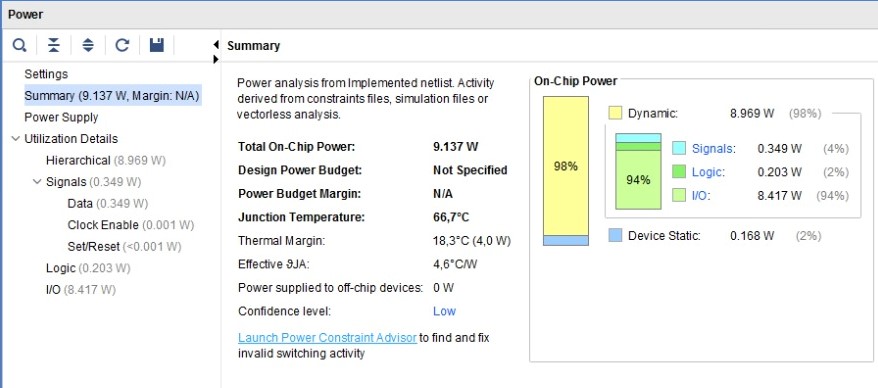 Power
Summary
Settings
Summary (9.137 W, Margin: N/A)
Power Supply
Utilization Details
Hierarchical (8.969 W)
Signals (0.349 W)
Data (0.349 W)
Clock Enable (0.001 W)
Set/Reset (<0.001 W)
Logic (0.203 W)
I/O (8.417 W)
Power analysis from Implemented netlist. Activity
derived from constraints files, simulation files or
vectorless analysis.
Total On-Chip Power: 9.137 W
Design Power Budget: Not Specified
Power Budget Margin: N/A
Junction Temperature: 66,7°C
Thermal Margin: 18,3°C (4,0 W)
Effective ϑJA: 4,6°C/W
Power supplied to off-chip devices: 0 W
Confidence level: Low
Launch Power Constraint Advisor to find and fix
invalid switching activity
On-Chip Power
98%
Dynamic: 8.969 W (98%)
94%
Signals: 0.349 W (4%)
Logic: 0.203 W (2%)
I/O: 8.417 W (94%)
Device Static: 0.168 W (2%)